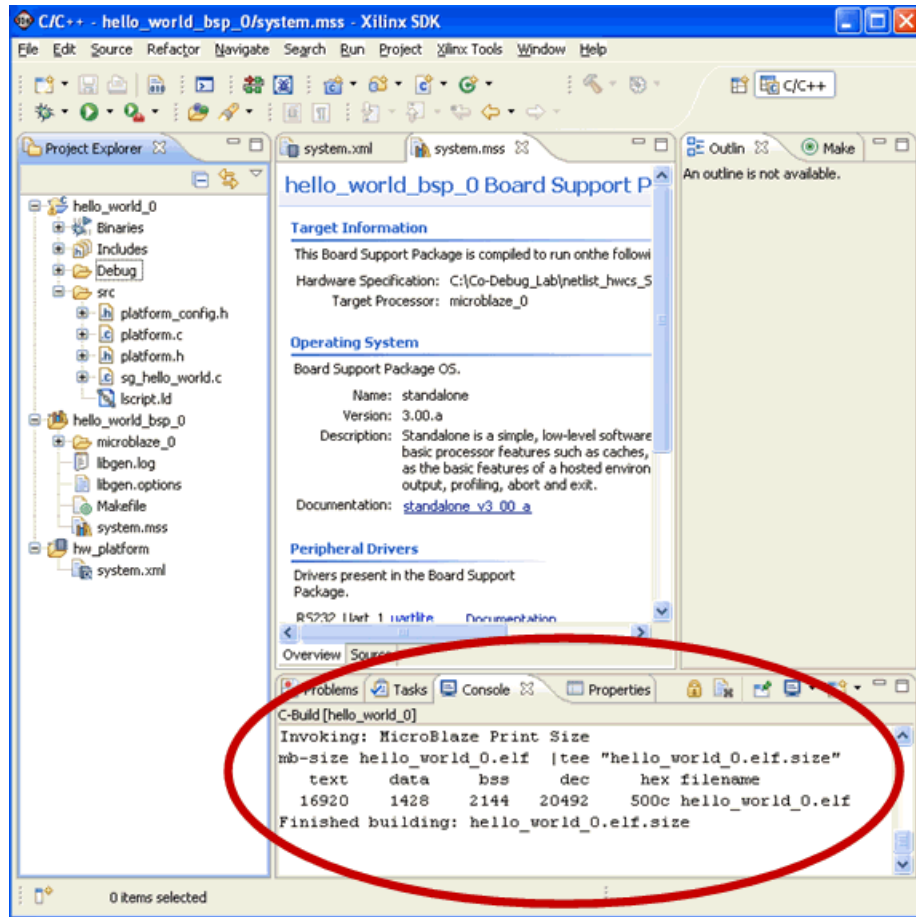 C/C++ - hello_world_bsp_0/system.mss - Xilinx SDK
File Edit Source Refactor Navigate Search Run Project Xilinx Tools Window Help
C/C++
Project Explorer
hello_world_0
Binaries
Includes
Debug
src
platform_config.h
platform.c
platform.h
sg_hello_world.c
lscript.ld
hello_world_bsp_0
microblaze_0
libgen.log
libgen.options
Makefile
system.mss
hw_platform
system.xml
system.xml system.mss
hello_world_bsp_0 Board Support P
Target Information
This Board Support Package is compiled to run onthe followi
Hardware Specification: C:\Co-Debug_Lab\netlist_hwcs_S
Target Processor: microblaze_0
Operating System
Board Support Package OS.
Name: standalone
Version: 3.00.a
Description: Standalone is a simple, low-level software
basic processor features such as caches,
as the basic features of a hosted environ
output, profiling, abort and exit.
Documentation: standalone_v3_00_a
Peripheral Drivers
Drivers present in the Board Support
Package.
RS232_Uart_1 uartlite Documentation
Overview Source
Outlin Make
An outline is not available.
Problems Tasks Console Properties
C-Build [hello_world_0]
Invoking: MicroBlaze Print Size
mb-size hello_world_0.elf |tee "hello_world_0.elf.size"
text data bss dec hex filename
16920 1428 2144 20492 500c hello_world_0.elf
Finished building: hello_world_0.elf.size
0 items selected